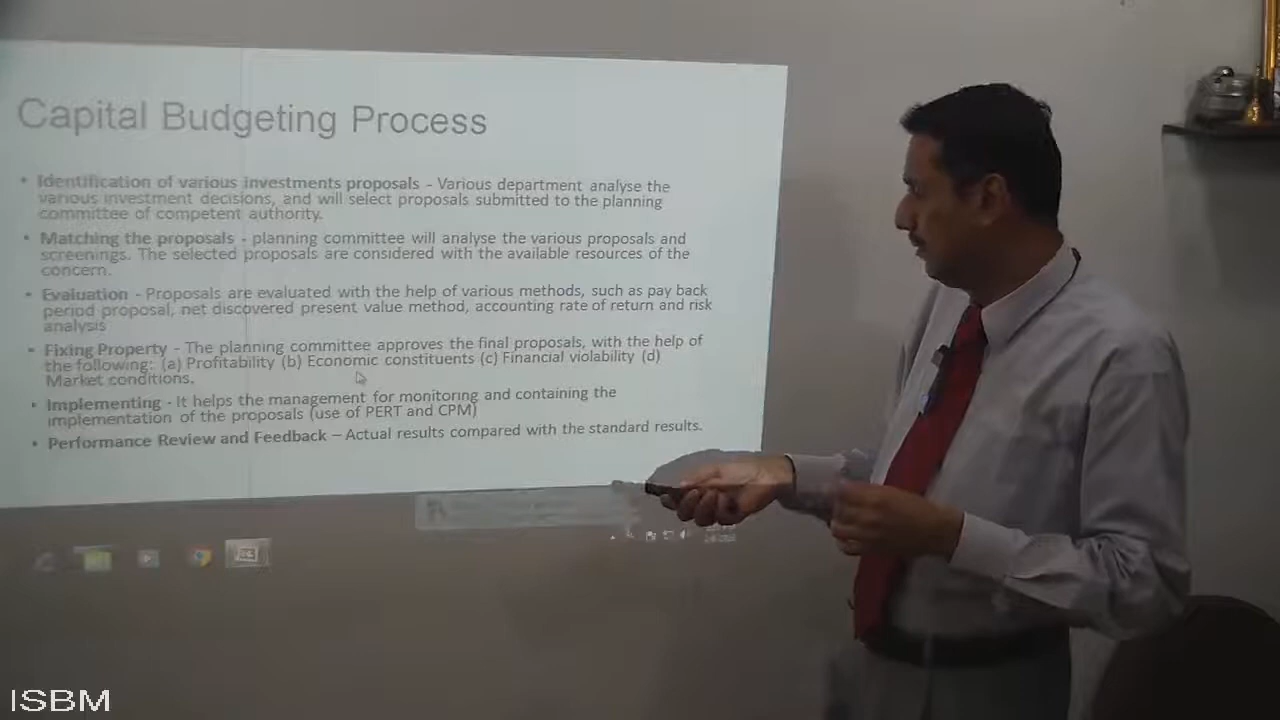 Capital Budgeting Process
• Identification of various investments proposals - Various department analyse the
various investment decisions, and will select proposals submitted to the planning
committee of competent authority.
• Matching the proposals - planning committee will analyse the various proposals and
screenings. The selected proposals are considered with the available resources of the
concern.
• Evaluation - Proposals are evaluated with the help of various methods, such as pay back
period proposal, net discovered present value method, accounting rate of return and risk
analysis
• Fixing Property - The planning committee approves the final proposals, with the help of
the following: (a) Profitability (b) Economic constituents (c) Financial violability (d)
Market conditions.
• Implementing - It helps the management for monitoring and containing the
implementation of the proposals (use of PERT and CPM)
• Performance Review and Feedback – Actual results compared with the standard results.
ISBM